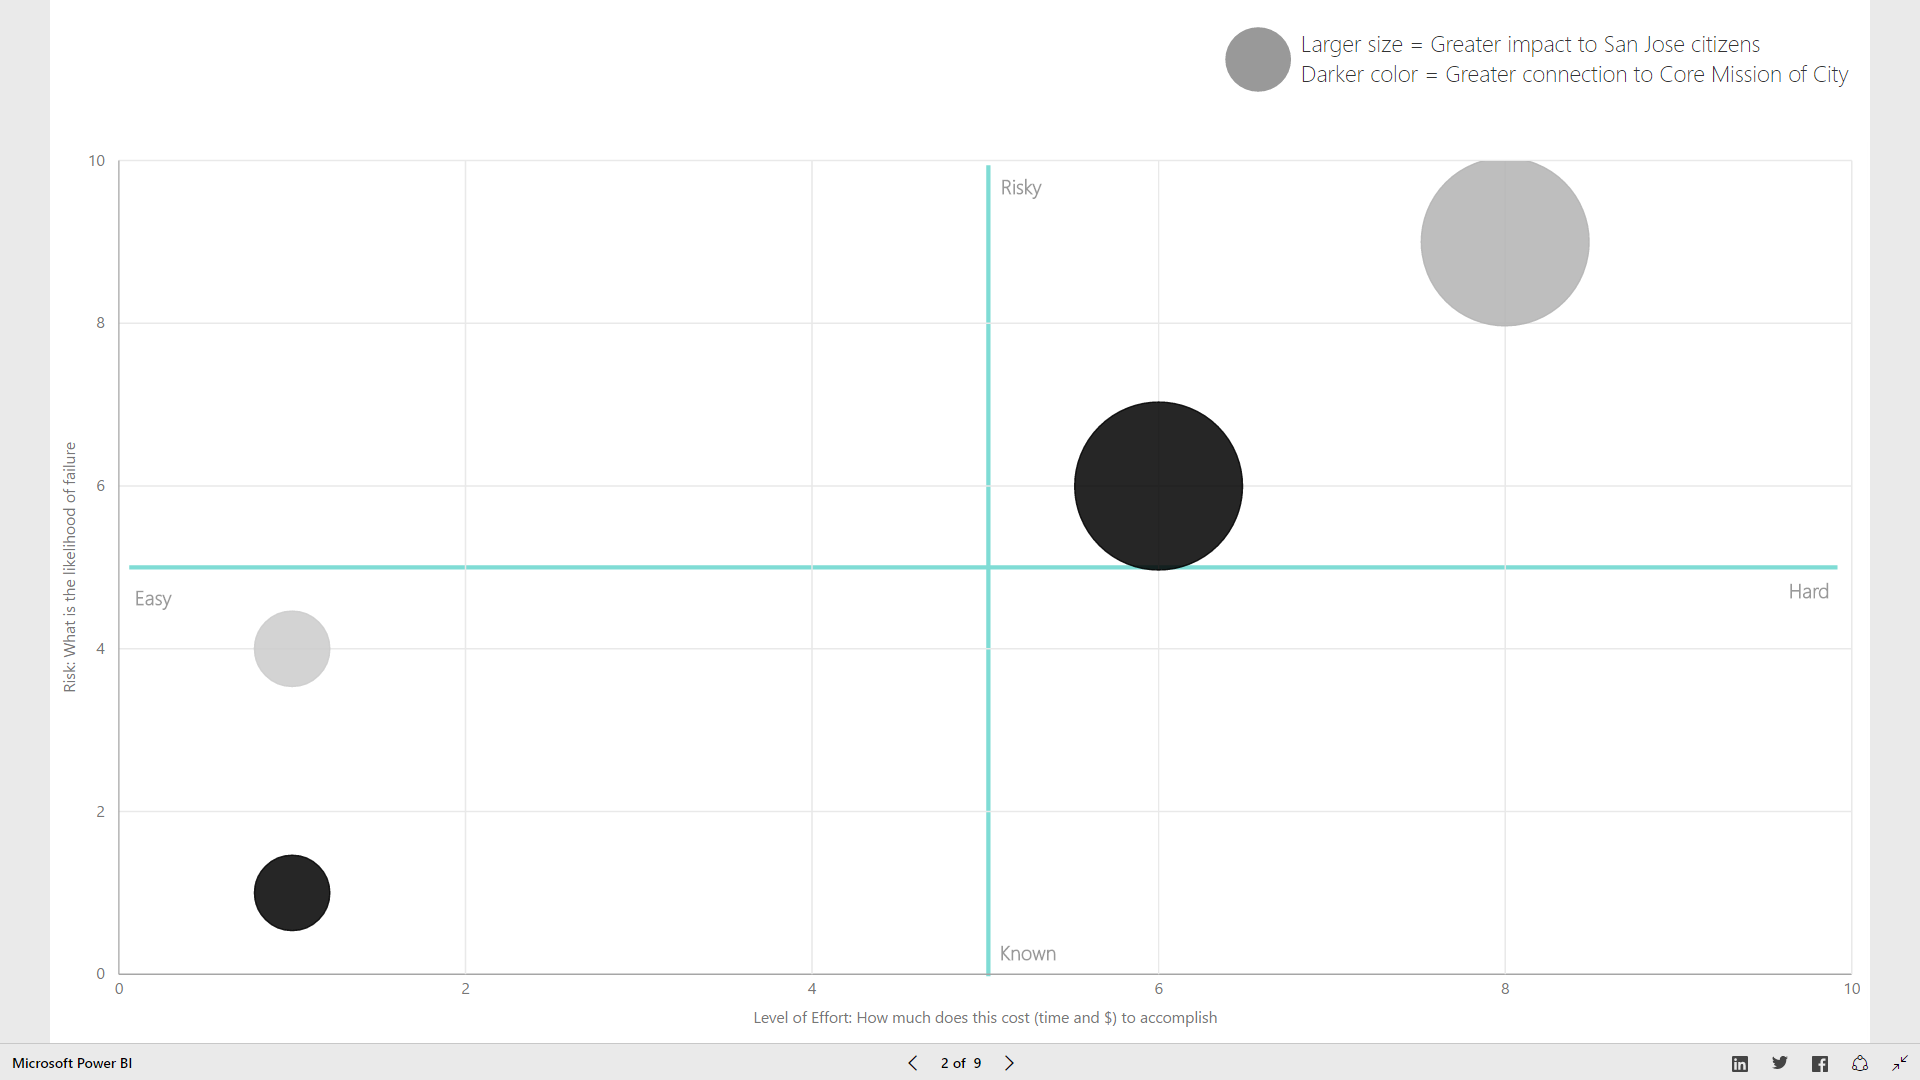 Larger size = Greater impact to San Jose citizens
Darker color = Greater connection to Core Mission of City
10
Risky
8
Risk: What is the likelihood of failure
6
Easy
Hard
4
2
Known
0
0 2 4 6 8 10
Level of Effort: How much does this cost (time and $) to accomplish
Microsoft Power BI
2 of 9